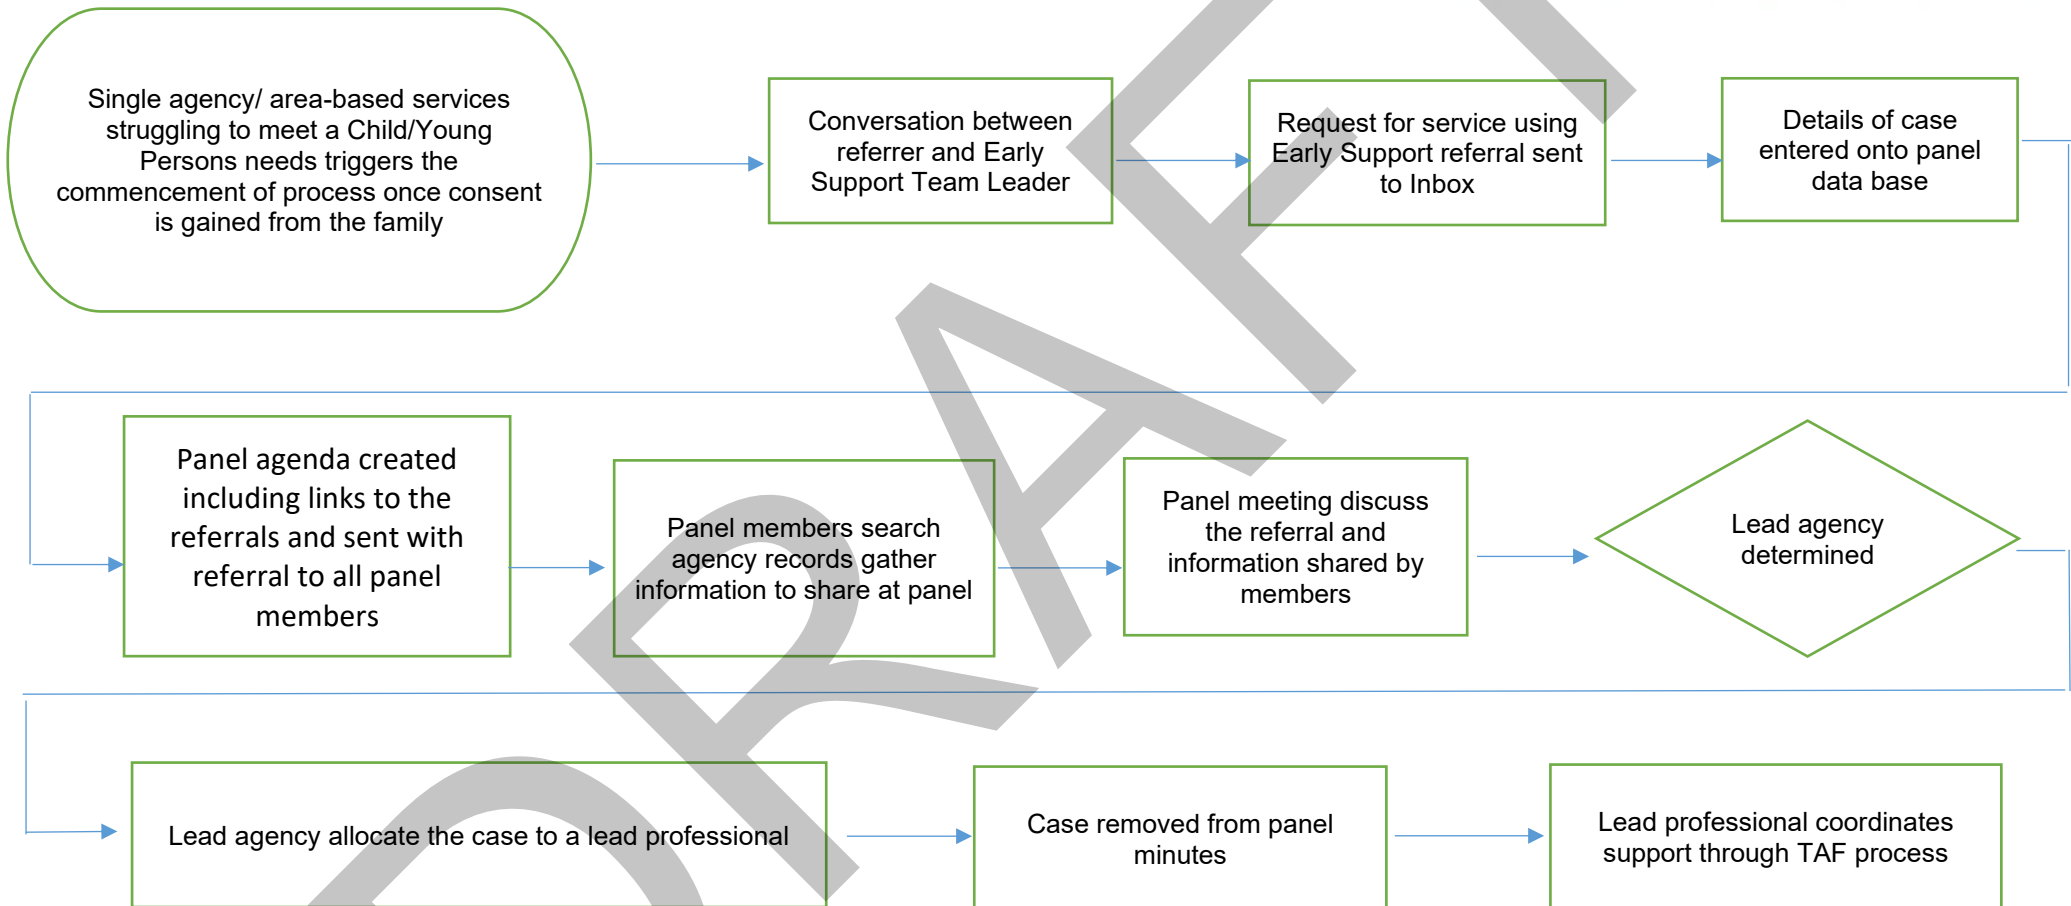 Single agency/ area-based services
struggling to meet a Child/Young
Persons needs triggers the
commencement of process once consent
is gained from the family
Conversation between
referrer and Early
Support Team Leader
Request for service using
Early Support referral sent
to Inbox
Details of case
entered onto panel
data base
Panel agenda created
including links to the
referrals and sent with
referral to all panel
members
Panel members search
agency records gather
information to share at panel
Panel meeting discuss
the referral and
information shared by
members
Lead agency
determined
Lead agency allocate the case to a lead professional
Case removed from panel
minutes
Lead professional coordinates
support through TAF process
DRAFT